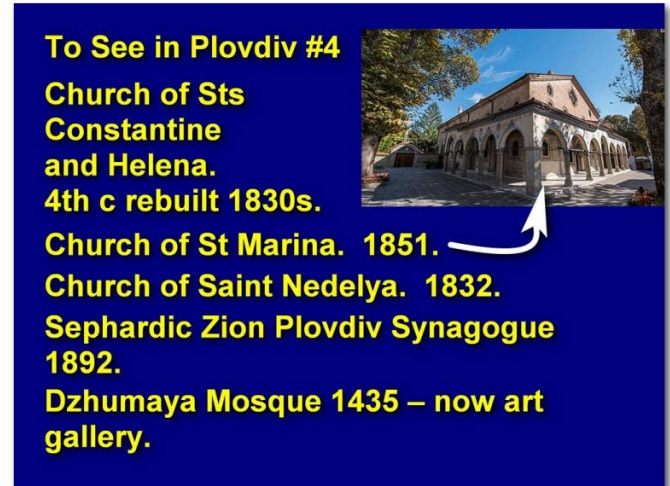 To See in Plovdiv #4
Church of Sts
Constantine
and Helena.
4th c rebuilt 1830s.
Church of St Marina.  1851.
Church of Saint Nedelya.  1832.
Sephardic Zion Plovdiv Synagogue
1892.
Dzhumaya Mosque 1435 – now art
gallery.